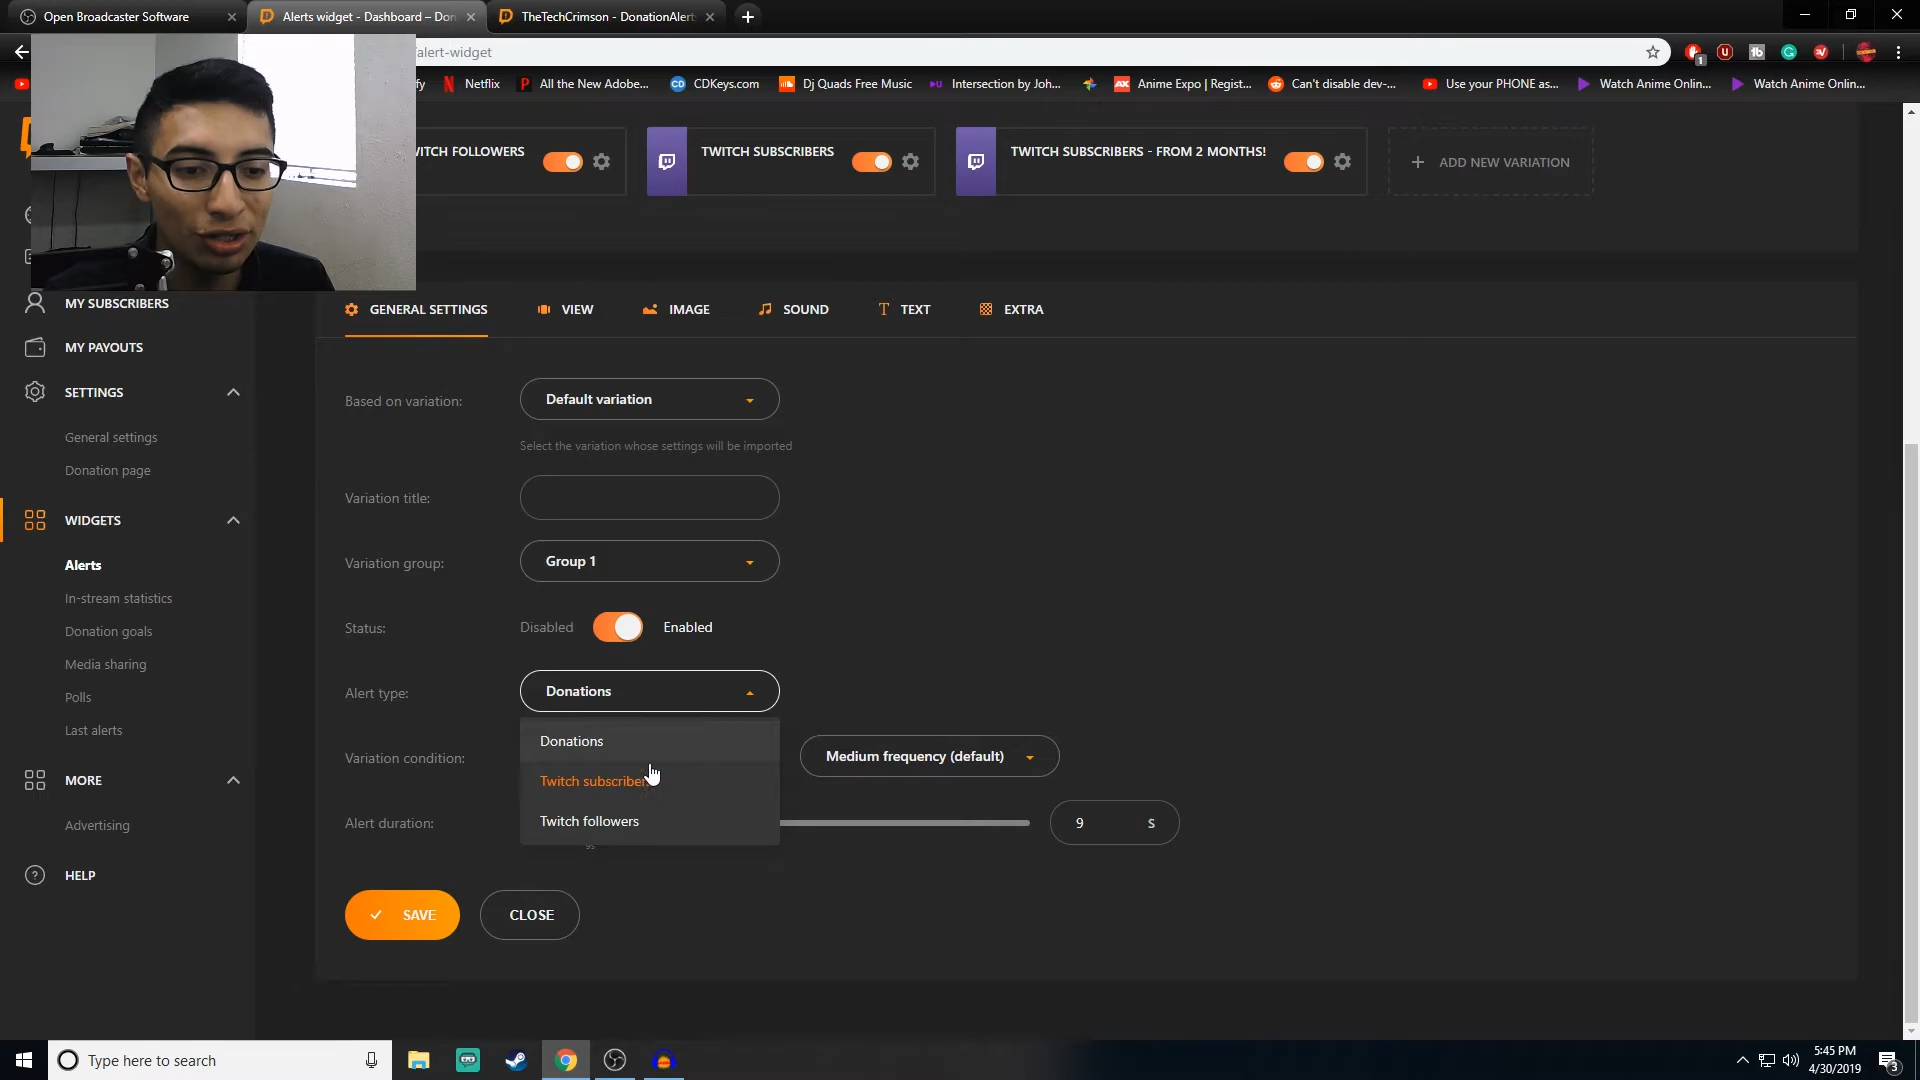 Open Broadcaster Software
Alerts widget - Dashboard – Don
TheTechCrimson - DonationAlert
alert-widget
1
fy
Netflix
All the New Adobe...
CDKeys.com
Dj Quads Free Music
Intersection by Joh...
Anime Expo | Regist...
Can't disable dev-...
Use your PHONE as...
Watch Anime Onlin...
Watch Anime Onlin...
WITCH FOLLOWERS
TWITCH SUBSCRIBERS
TWITCH SUBSCRIBERS - FROM 2 MONTHS!
+ ADD NEW VARIATION
MY SUBSCRIBERS
MY PAYOUTS
SETTINGS
General settings
Donation page
WIDGETS
Alerts
In-stream statistics
Donation goals
Media sharing
Polls
Last alerts
MORE
Advertising
HELP
GENERAL SETTINGS
VIEW
IMAGE
SOUND
TEXT
EXTRA
Based on variation:
Default variation
Select the variation whose settings will be imported
Variation title:
Variation group:
Group 1
Status:
Disabled
Enabled
Alert type:
Donations
Donations
Twitch subscriber
Twitch followers
Variation condition:
Medium frequency (default)
Alert duration:
9s
9 S
SAVE
CLOSE
Type here to search
5:45 PM
4/30/2019
3